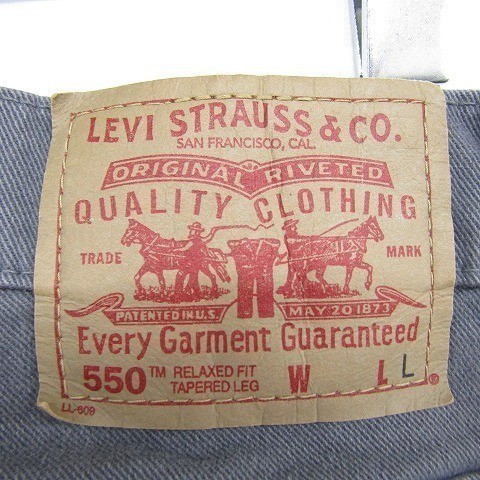 LEVI STRAUSS & CO.
SAN FRANCISCO, CAL.
ORIGINAL RIVETED
QUALITY CLOTHING
TRADE MARK
PATENTED IN U.S. MAY 20 1873
Every Garment Guaranteed
550™ RELAXED FIT W L L ®
TAPERED LEG
LL-609